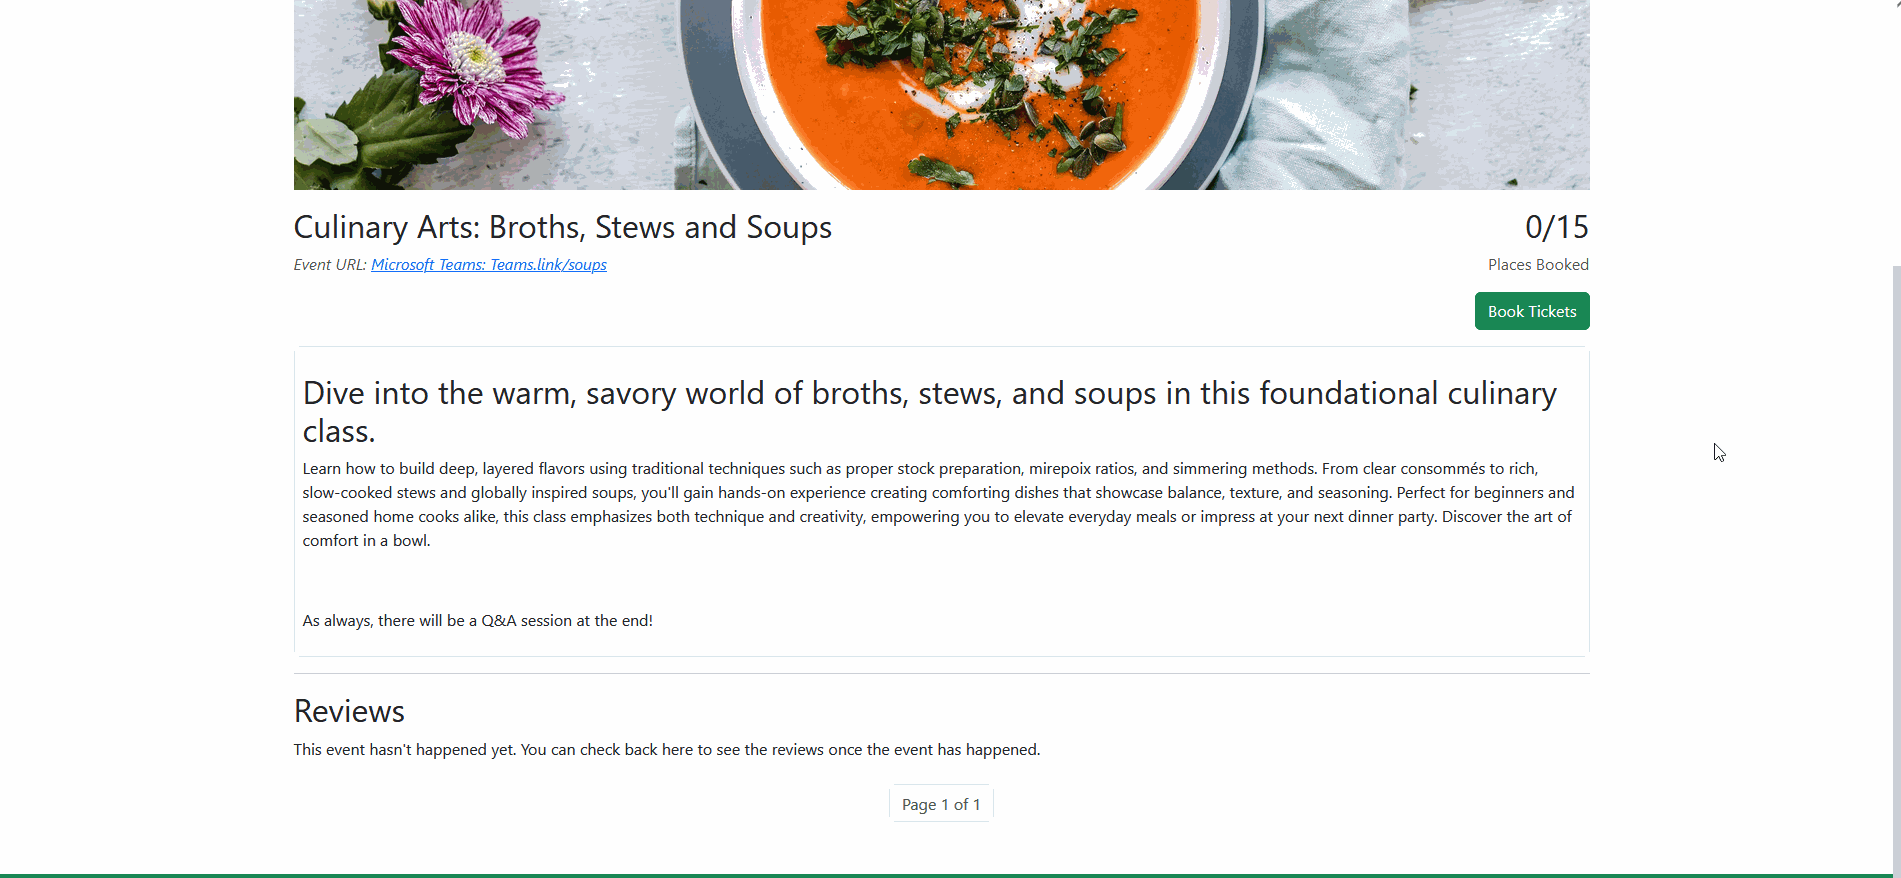 Culinary Arts: Broths, Stews and Soups
0/15
Event URL: Microsoft Teams: Teams.link/soups
Places Booked
Book Tickets
Dive into the warm, savory world of broths, stews, and soups in this foundational culinary
class.
Learn how to build deep, layered flavors using traditional techniques such as proper stock preparation, mirepoix ratios, and simmering methods. From clear consommés to rich,
slow-cooked stews and globally inspired soups, you'll gain hands-on experience creating comforting dishes that showcase balance, texture, and seasoning. Perfect for beginners and
seasoned home cooks alike, this class emphasizes both technique and creativity, empowering you to elevate everyday meals or impress at your next dinner party. Discover the art of
comfort in a bowl.
As always, there will be a Q&A session at the end!
Reviews
This event hasn't happened yet. You can check back here to see the reviews once the event has happened.
Page 1 of 1